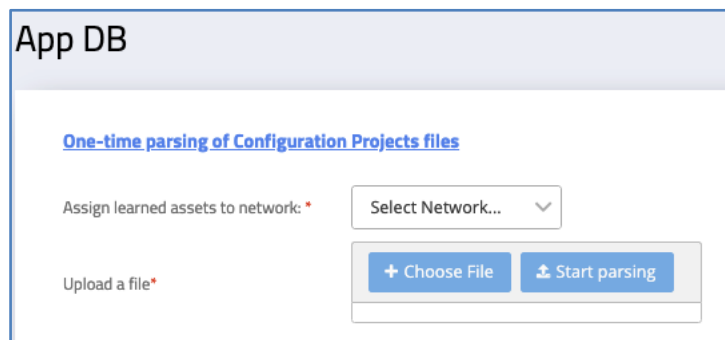 App DB
One-time parsing of Configuration Projects files
Assign learned assets to network: * Select Network...
Upload a file* + Choose File Start parsing